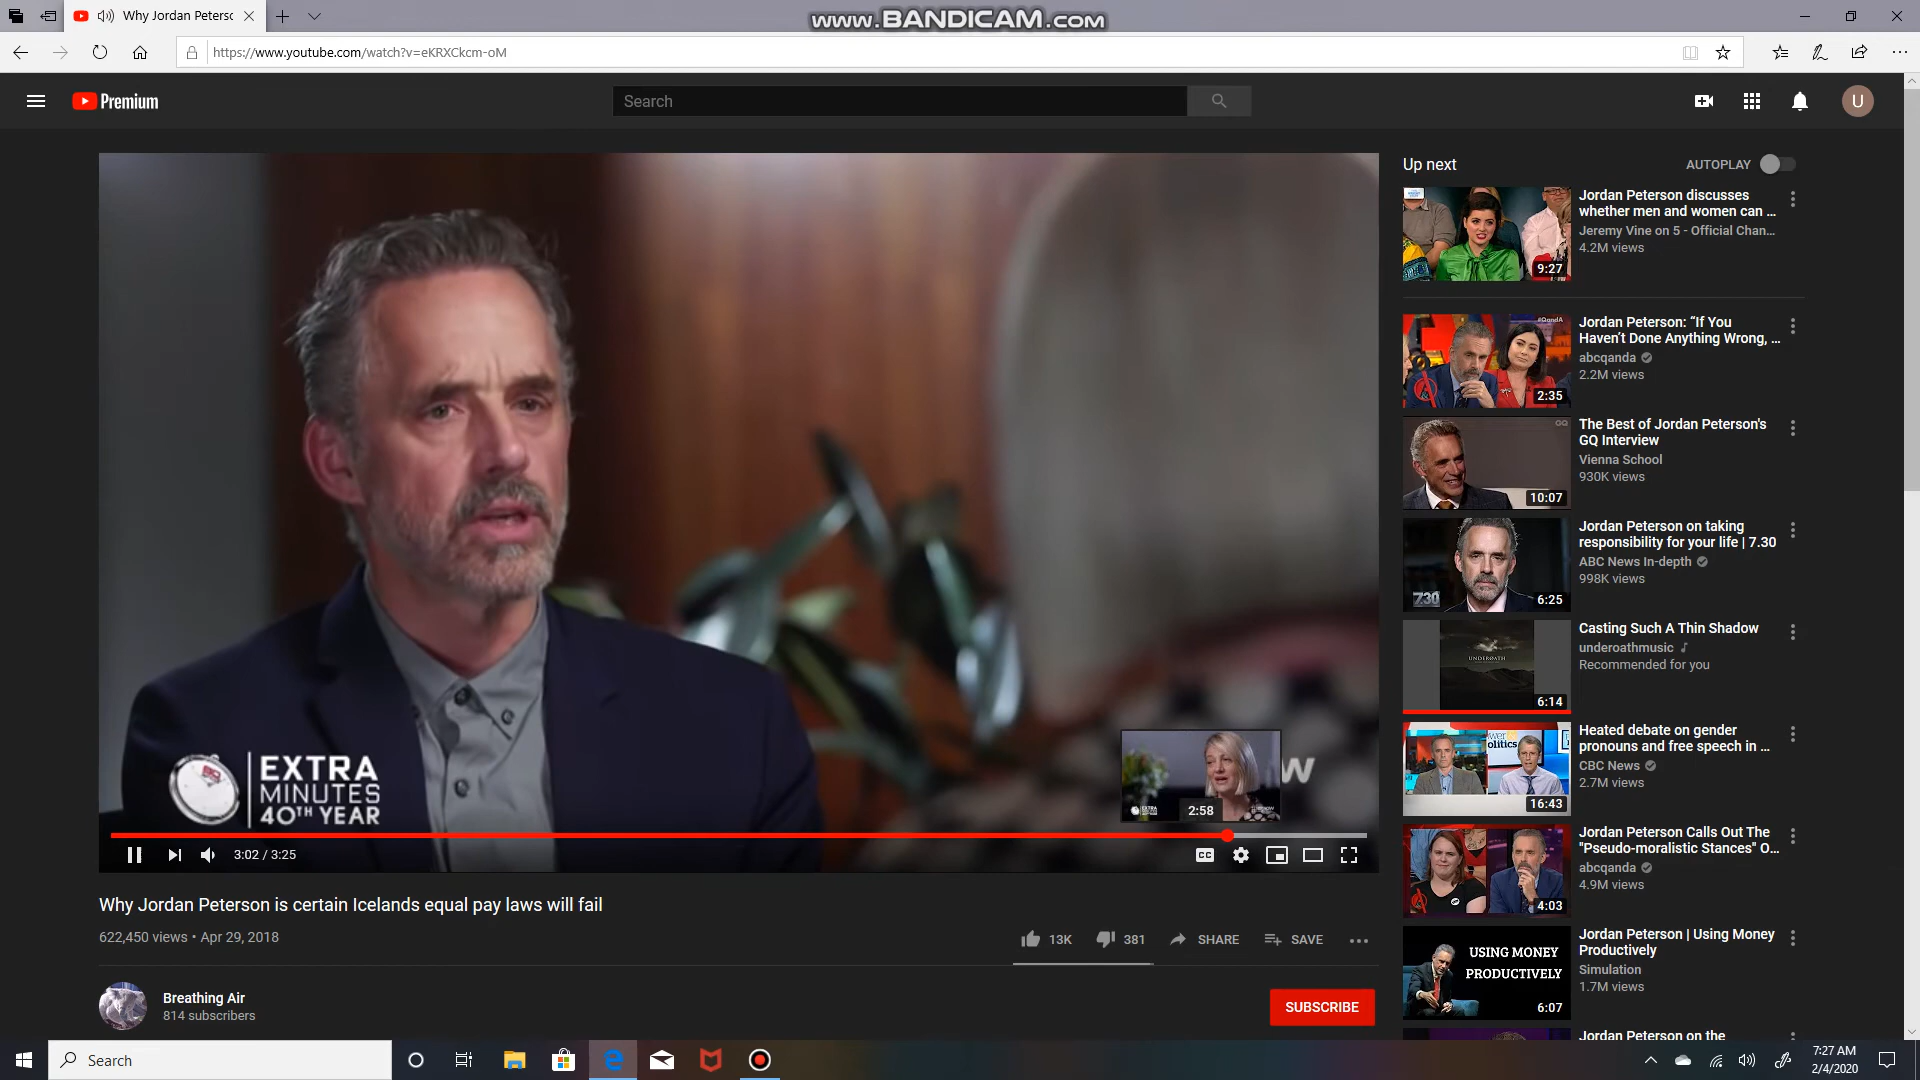 Why Jordan Petersc
www.BANDICAM.com
https://www.youtube.com/watch?v=eKRXCkcm-oM
Premium
Search
U
EXTRA
MINUTES
40TH YEAR
2:58
3:02 / 3:25
CC
Why Jordan Peterson is certain Icelands equal pay laws will fail
622,450 views • Apr 29, 2018
13K
381
SHARE
SAVE
Breathing Air
814 subscribers
SUBSCRIBE
Up next
AUTOPLAY
9:27
Jordan Peterson discusses
whether men and women can ...
Jeremy Vine on 5 - Official Chan...
4.2M views
#QandA
2:35
Jordan Peterson: “If You
Haven’t Done Anything Wrong, ...
abcqanda
2.2M views
GQ
10:07
The Best of Jordan Peterson's
GQ Interview
Vienna School
930K views
7.30
6:25
Jordan Peterson on taking
responsibility for your life | 7.30
ABC News In-depth
998K views
UNDEROATH
6:14
Casting Such A Thin Shadow
underoathmusic
Recommended for you
olitics
16:43
Heated debate on gender
pronouns and free speech in ...
CBC News
2.7M views
4:03
Jordan Peterson Calls Out The
"Pseudo-moralistic Stances" O...
abcqanda
4.9M views
USING MONEY
PRODUCTIVELY
6:07
Jordan Peterson | Using Money
Productively
Simulation
1.7M views
Jordan Peterson on the
Search
7:27 AM
2/4/2020